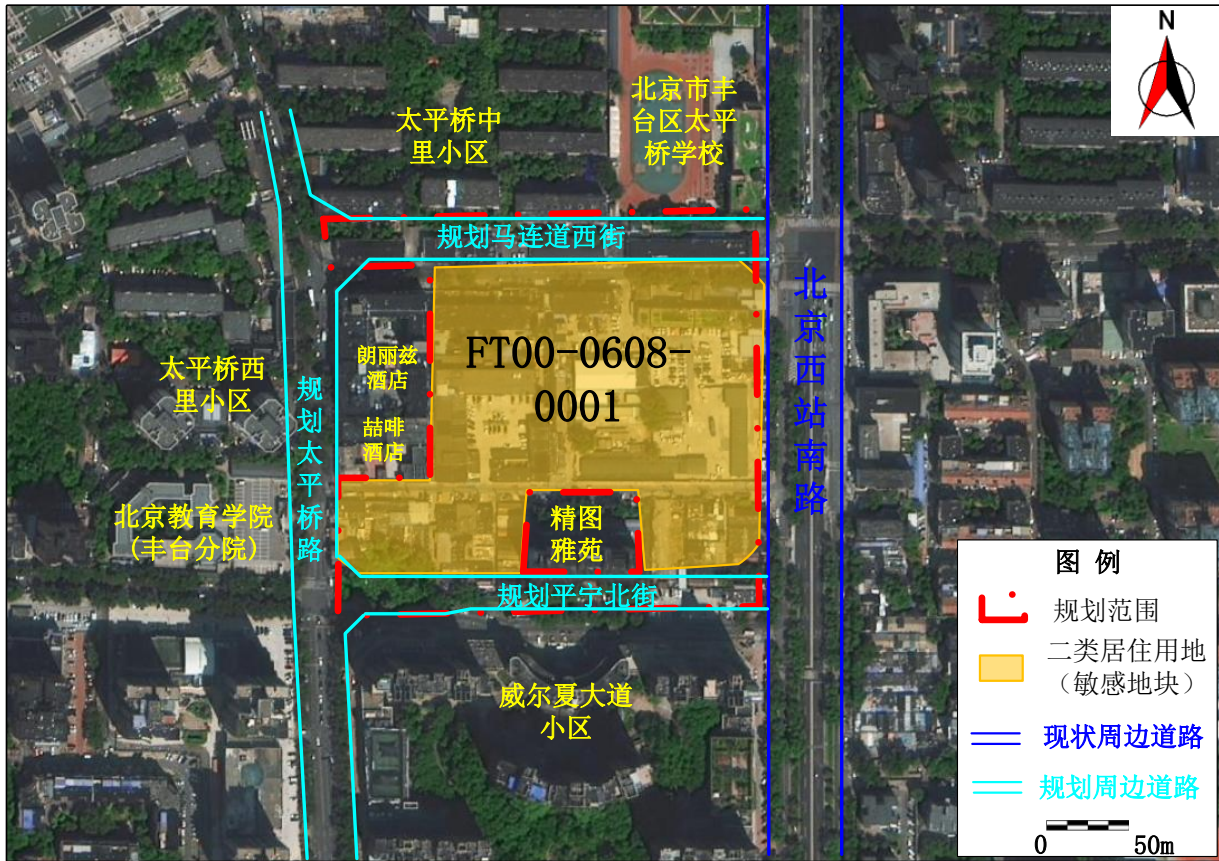 N
北京市丰
台区太平
桥学校
太平桥中
里小区
规划马连道西街
北京西站南路
朗丽兹
酒店
FT00-0608-
0001
太平桥西
里小区
规划太平桥路
喆啡
酒店
北京教育学院
(丰台分院)
精图
雅苑
规划平宁北街
威尔夏大道
小区
图 例
规划范围
二类居住用地
（敏感地块）
现状周边道路
规划周边道路
0 50m